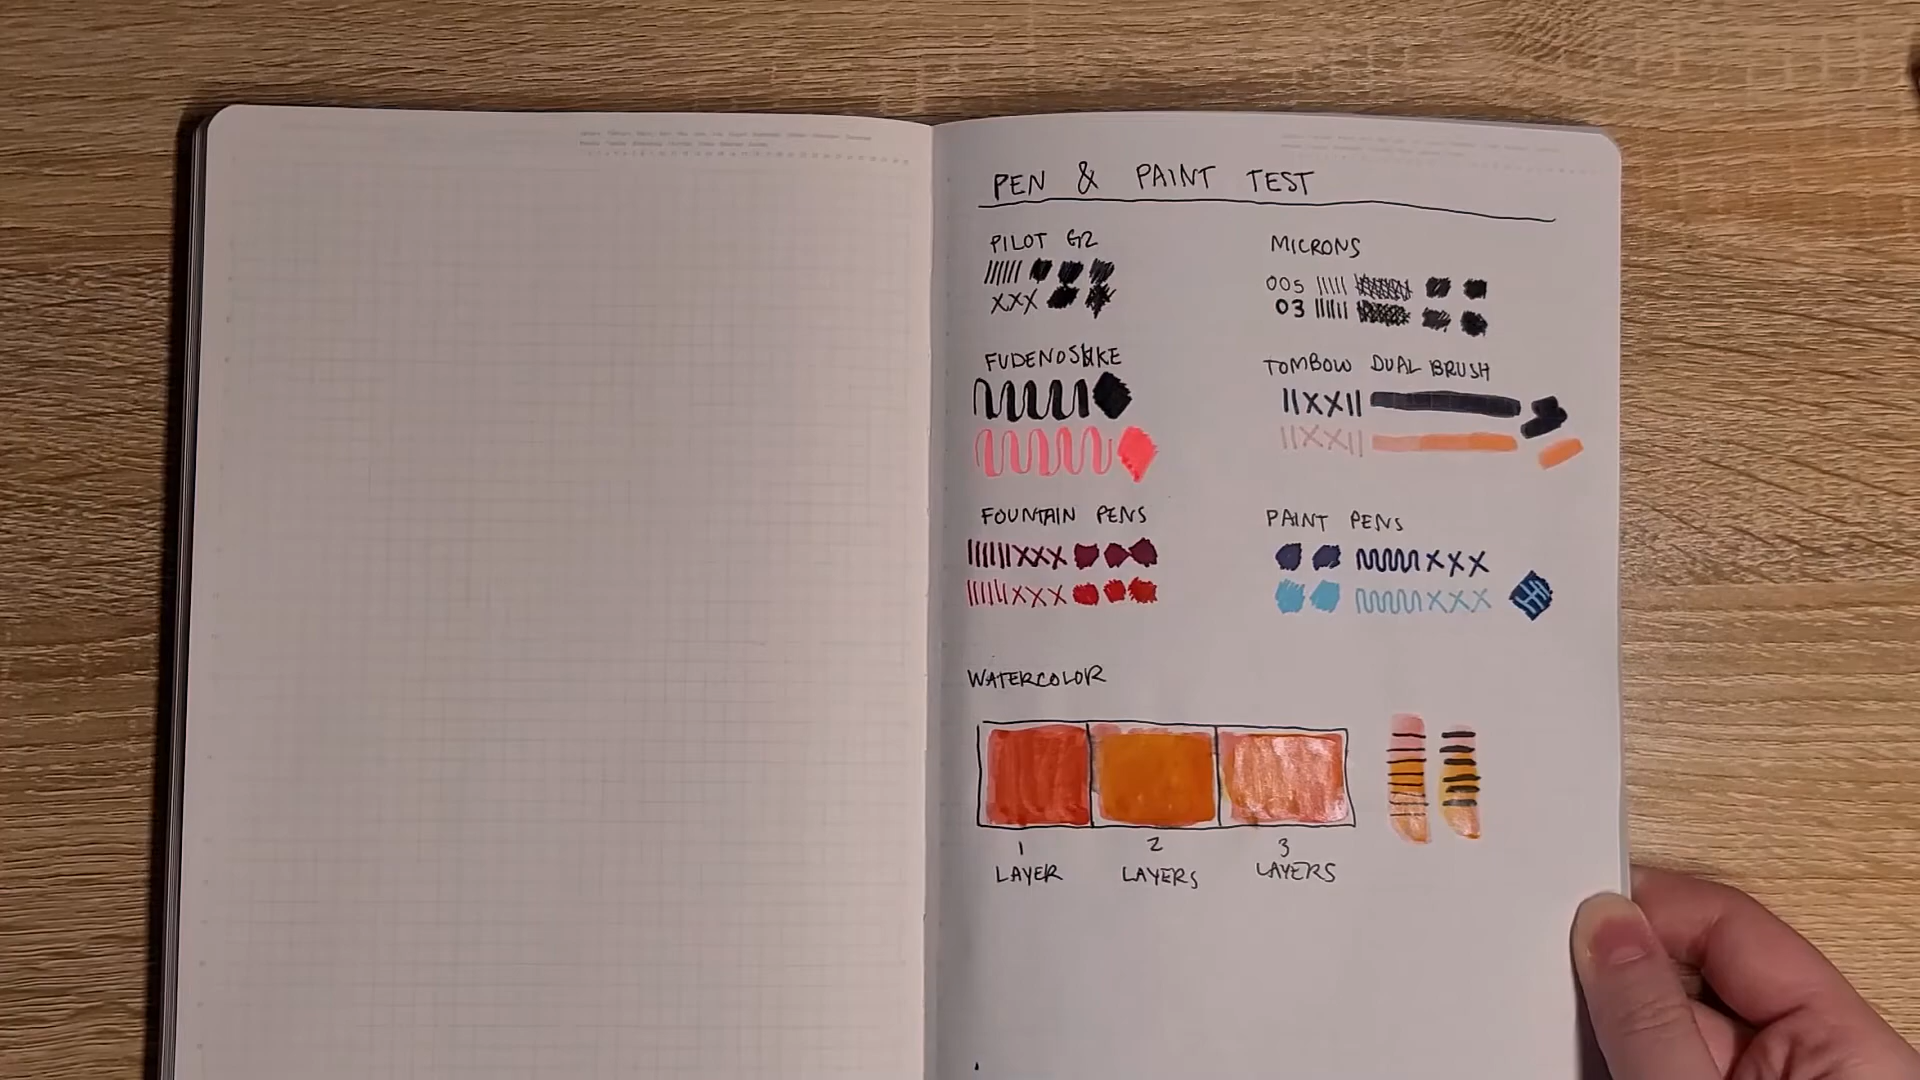 PEN & PAINT TEST
PILOT G2
MICRONS
005
03
FUDENOSUKE
TOMBOW DUAL BRUSH
FOUNTAIN PENS
PAINT PENS
WATERCOLOR
1 LAYER
2 LAYERS
3 LAYERS